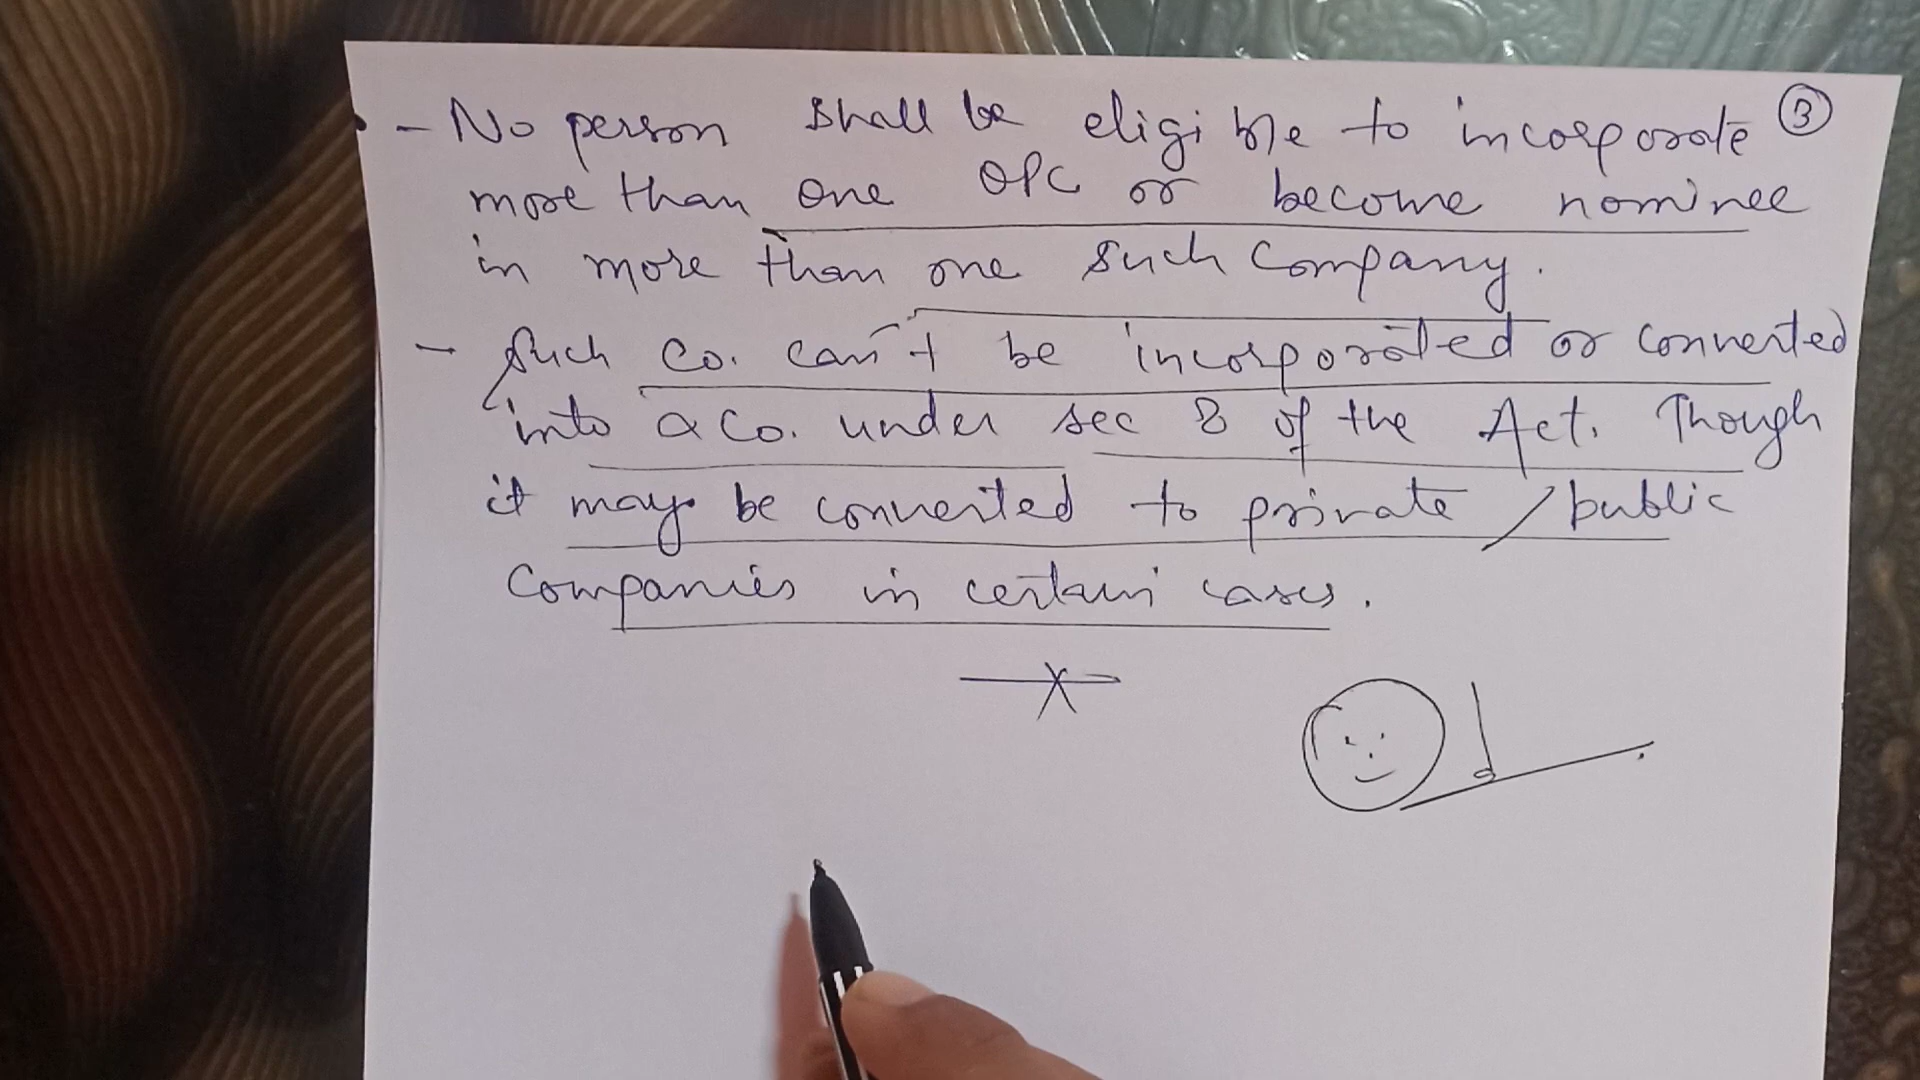 - No person shall be eligible to incorporate ③
more than one OPC or become nominee
in more than one such Company.
- Such Co. can't be incorporated or converted
into a Co. under sec 8 of the Act. Though
it may be converted to private / public
Companies in certain cases.